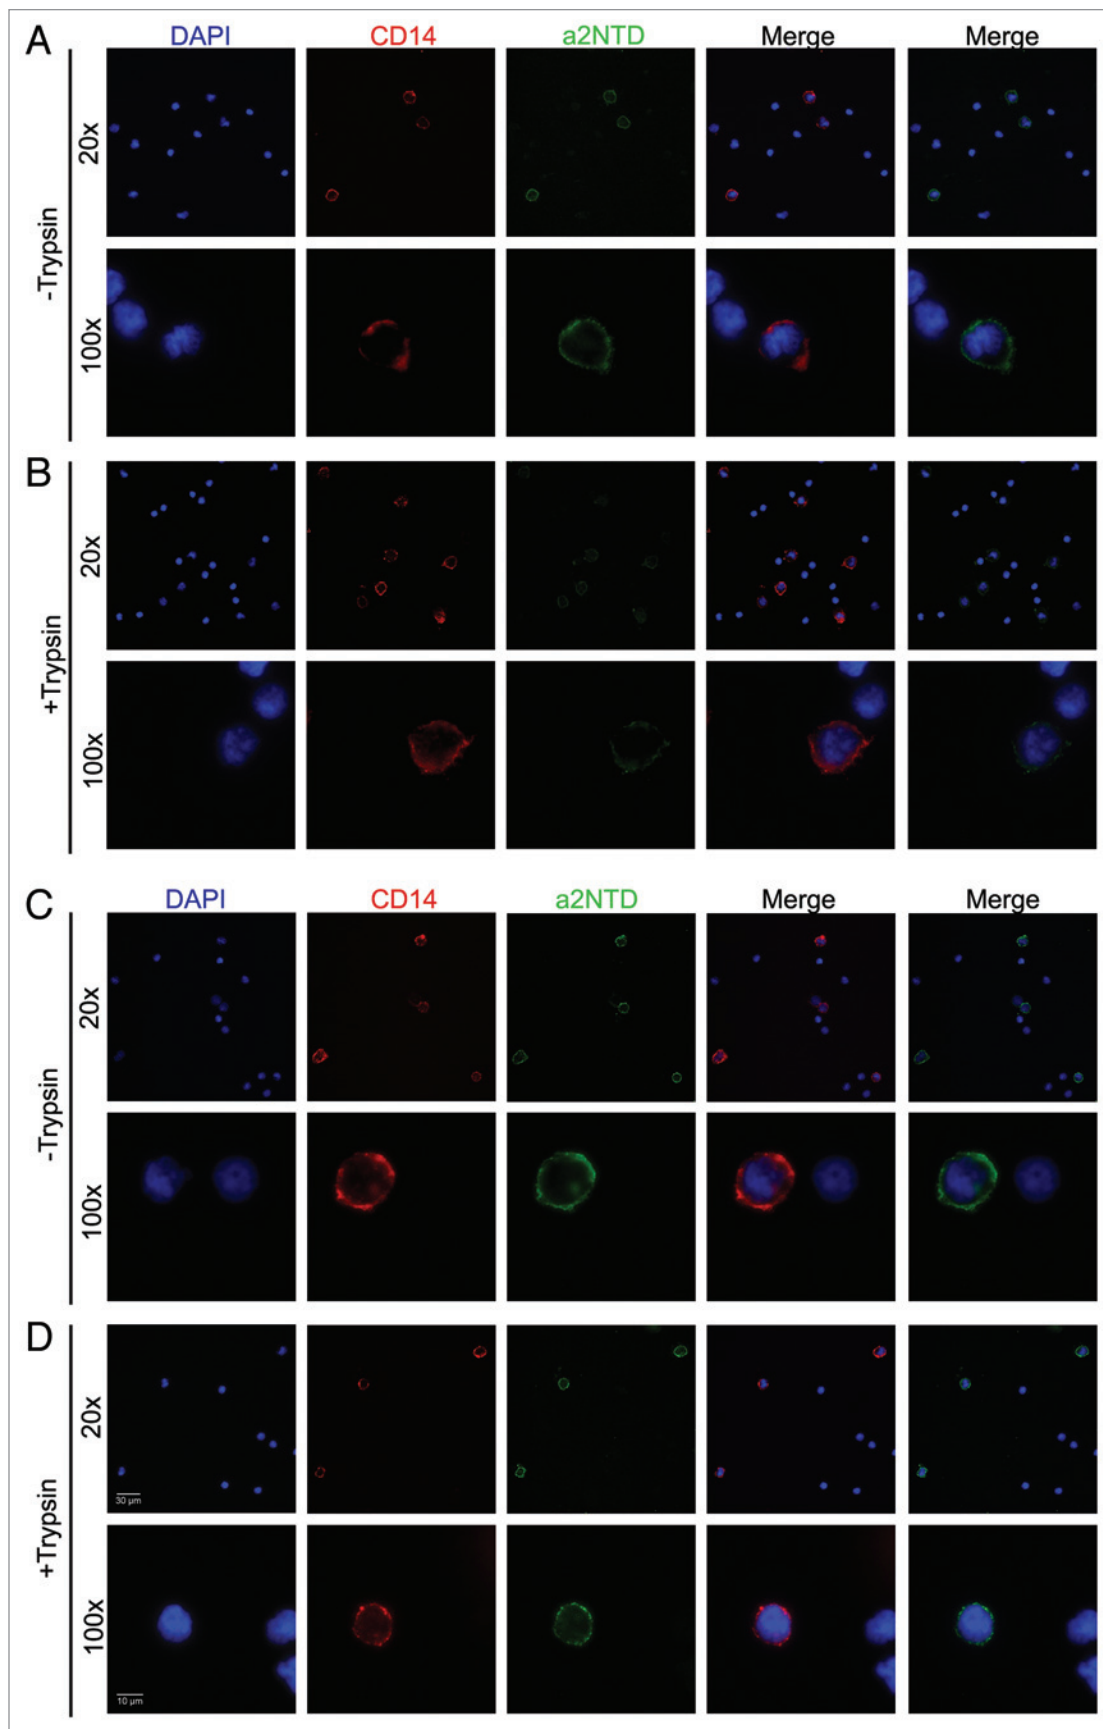 A
DAPI CD14 a2NTD Merge Merge
-Trypsin
20x
100x
B
+Trypsin
20x
100x
C
DAPI CD14 a2NTD Merge Merge
-Trypsin
20x
100x
D
+Trypsin
20x
30 µm
100x
10 µm